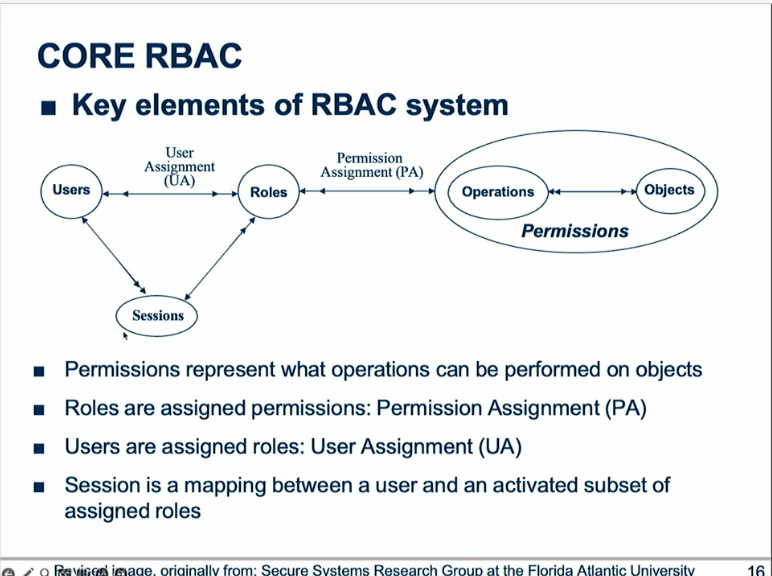 CORE RBAC
■ Key elements of RBAC system
User
Assignment
(UA)
Permission
Assignment (PA)
Users
Roles
Operations
Objects
Permissions
Sessions
■ Permissions represent what operations can be performed on objects
■ Roles are assigned permissions: Permission Assignment (PA)
■ Users are assigned roles: User Assignment (UA)
■ Session is a mapping between a user and an activated subset of
assigned roles
Revised image, originally from: Secure Systems Research Group at the Florida Atlantic University
16